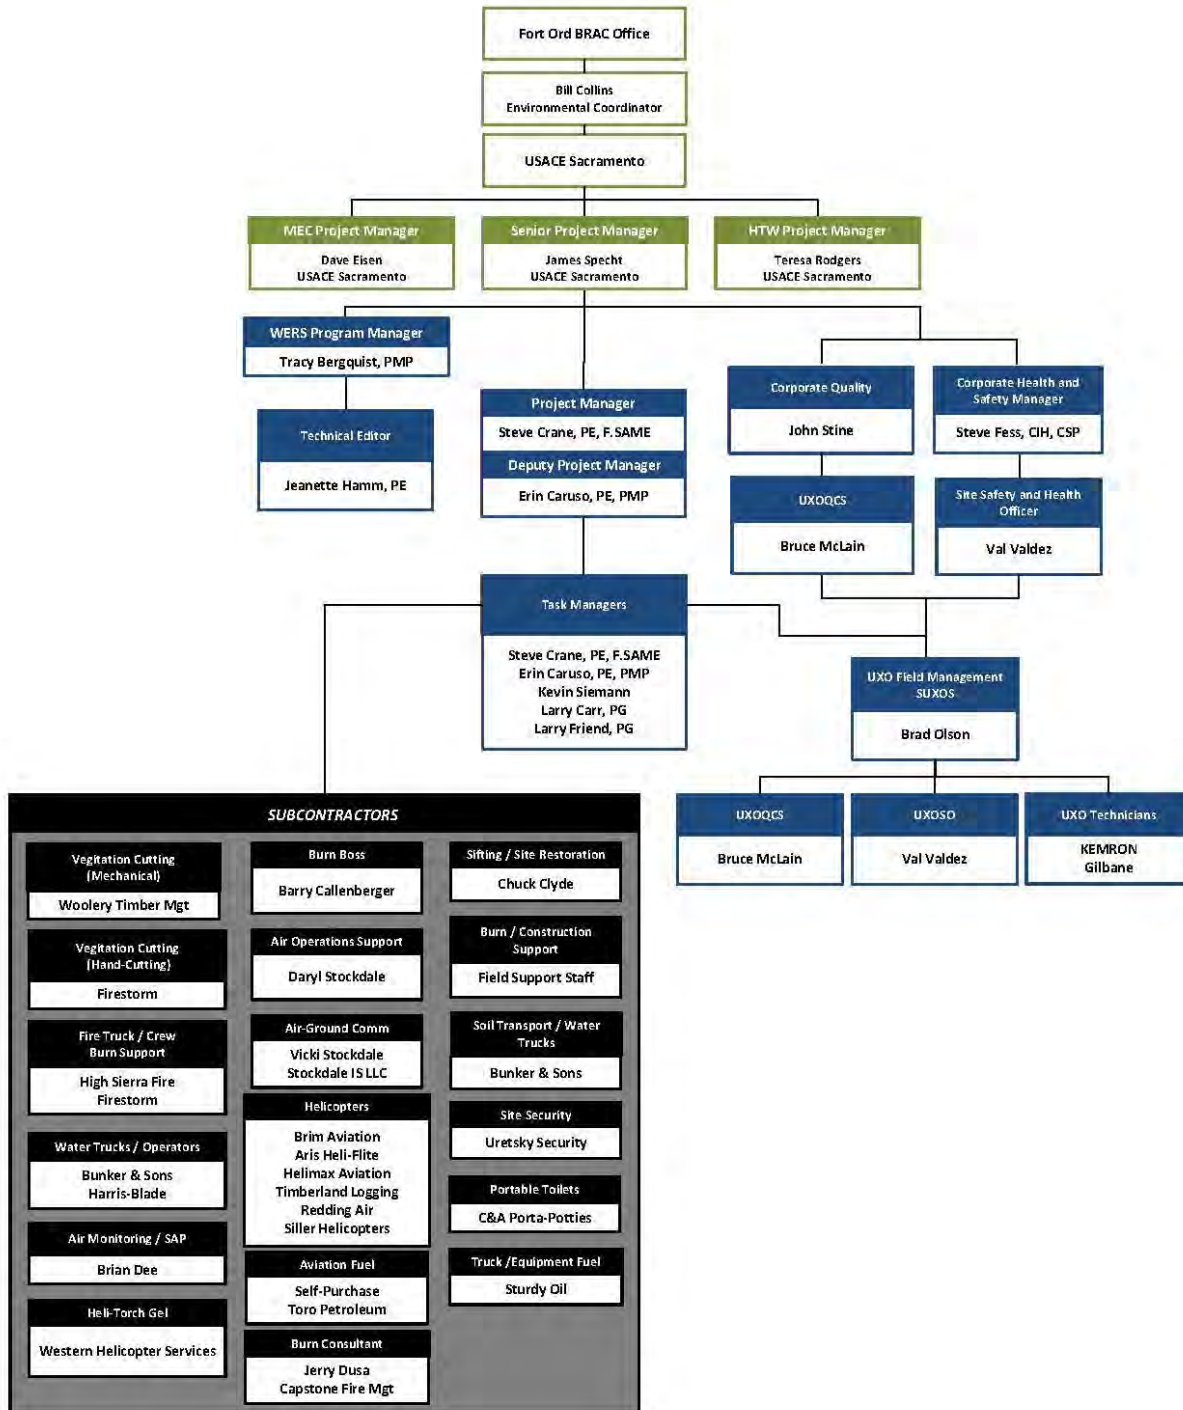 Fort Ord BRAC Office
Bill Collins
Environmental Coordinator
USACE Sacramento
MEC Project Manager
Dave Eisen
USACE Sacramento
Senior Project Manager
James Specht
USACE Sacramento
HTW Project Manager
Teresa Rodgers
USACE Sacramento
WERS Program Manager
Tracy Bergquist, PMP
Technical Editor
Jeanette Hamm, PE
Project Manager
Steve Crane, PE, F.SAME
Deputy Project Manager
Erin Caruso, PE, PMP
Corporate Quality
John Stine
Corporate Health and
Safety Manager
Steve Fess, CIH, CSP
UXOQCS
Bruce McLain
Site Safety and Health
Officer
Val Valdez
Task Managers
Steve Crane, PE, F.SAME
Erin Caruso, PE, PMP
Kevin Siemann
Larry Carr, PG
Larry Friend, PG
UXO Field Management
SUXOS
Brad Olson
UXOQCS
Bruce McLain
UXOSO
Val Valdez
UXO Technicians
KEMRON
Gilbane
SUBCONTRACTORS
Vegitation Cutting
(Mechanical)
Woolery Timber Mgt
Vegitation Cutting
(Hand-Cutting)
Firestorm
Fire Truck / Crew
Burn Support
High Sierra Fire
Firestorm
Water Trucks / Operators
Bunker & Sons
Harris-Blade
Air Monitoring / SAP
Brian Dee
Heli-Torch Gel
Western Helicopter Services
Burn Boss
Barry Callenberger
Air Operations Support
Daryl Stockdale
Air-Ground Comm
Vicki Stockdale
Stockdale IS LLC
Helicopters
Brim Aviation
Aris Heli-Flite
Helimax Aviation
Timberland Logging
Redding Air
Siller Helicopters
Aviation Fuel
Self-Purchase
Toro Petroleum
Burn Consultant
Jerry Dusa
Capstone Fire Mgt
Sifting / Site Restoration
Chuck Clyde
Burn / Construction
Support
Field Support Staff
Soil Transport / Water
Trucks
Bunker & Sons
Site Security
Uretsky Security
Portable Toilets
C&A Porta-Potties
Truck /Equipment Fuel
Sturdy Oil